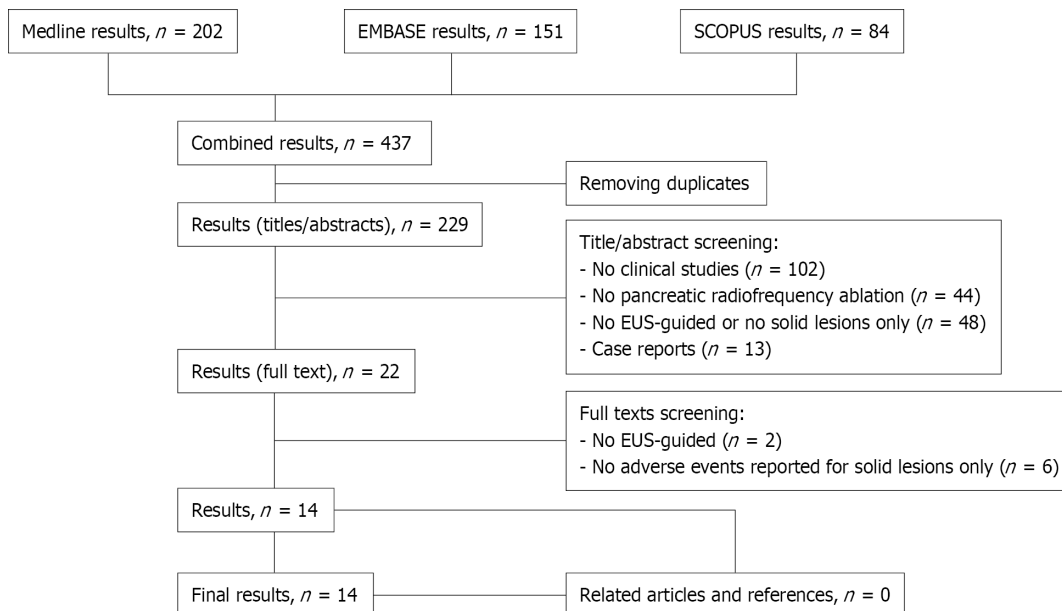 Medline results, n = 202
EMBASE results, n = 151
SCOPUS results, n = 84
Combined results, n = 437
Removing duplicates
Results (titles/abstracts), n = 229
Title/abstract screening:
- No clinical studies (n = 102)
- No pancreatic radiofrequency ablation (n = 44)
- No EUS-guided or no solid lesions only (n = 48)
- Case reports (n = 13)
Results (full text), n = 22
Full texts screening:
- No EUS-guided (n = 2)
- No adverse events reported for solid lesions only (n = 6)
Results, n = 14
Final results, n = 14
Related articles and references, n = 0